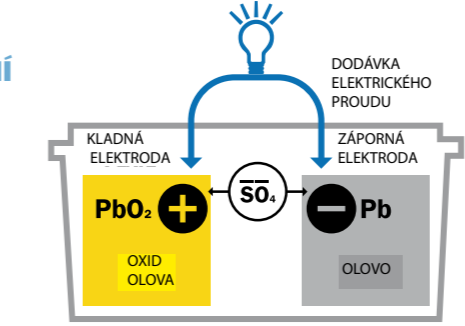 Í
DODÁVKA
ELEKTRICKÉHO
PROUDU
KLADNÁ
ELEKTRODA
ZÁPORNÁ
ELEKTRODA
PbO₂ +
SO₄
− Pb
OXID
OLOVA
OLOVO